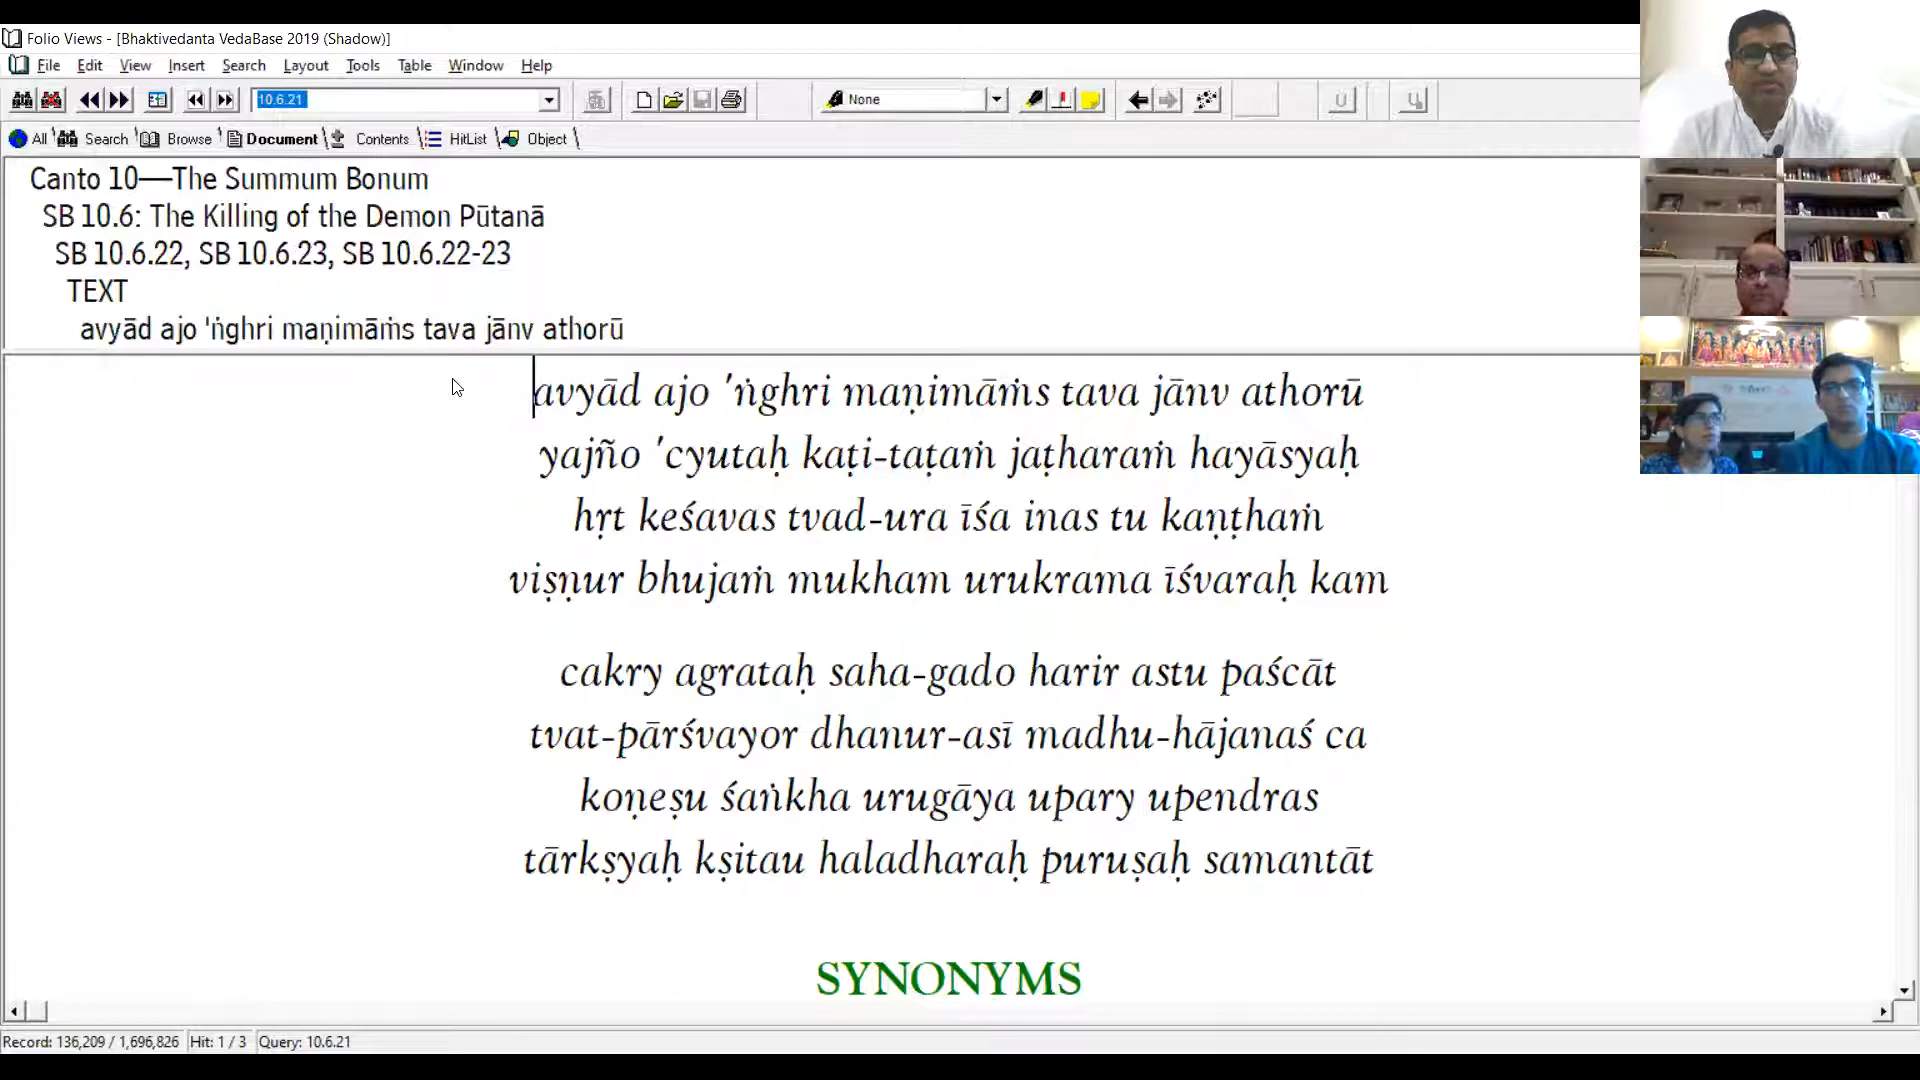 Folio Views - [Bhaktivedanta VedaBase 2019 (Shadow)]
File Edit View Insert Search Layout Tools Table Window Help
10.6.21 None
All Search Browse Document Contents HitList Object
Canto 10—The Summum Bonum
SB 10.6: The Killing of the Demon Pūtanā
SB 10.6.22, SB 10.6.23, SB 10.6.22-23
TEXT
avyād ajo 'ṅghri maṇimāṁs tava jānv athorū
avyād ajo 'ṅghri maṇimāṁs tava jānv athorū
yajño 'cyutaḥ kaṭi-taṭaṁ jaṭharaṁ hayāsyaḥ
hṛt keśavas tvad-ura īśa inas tu kaṇṭhaṁ
viṣṇur bhujaṁ mukham urukrama īśvaraḥ kam
cakry agrataḥ saha-gado harir astu paścāt
tvat-pārśvayor dhanur-asī madhu-hājanaś ca
koṇeṣu śaṅkha urugāya upary upendras
tārkṣyaḥ kṣitau haladharaḥ puruṣaḥ samantāt
SYNONYMS
Record: 136,209 / 1,696,826 Hit: 1 / 3 Query: 10.6.21